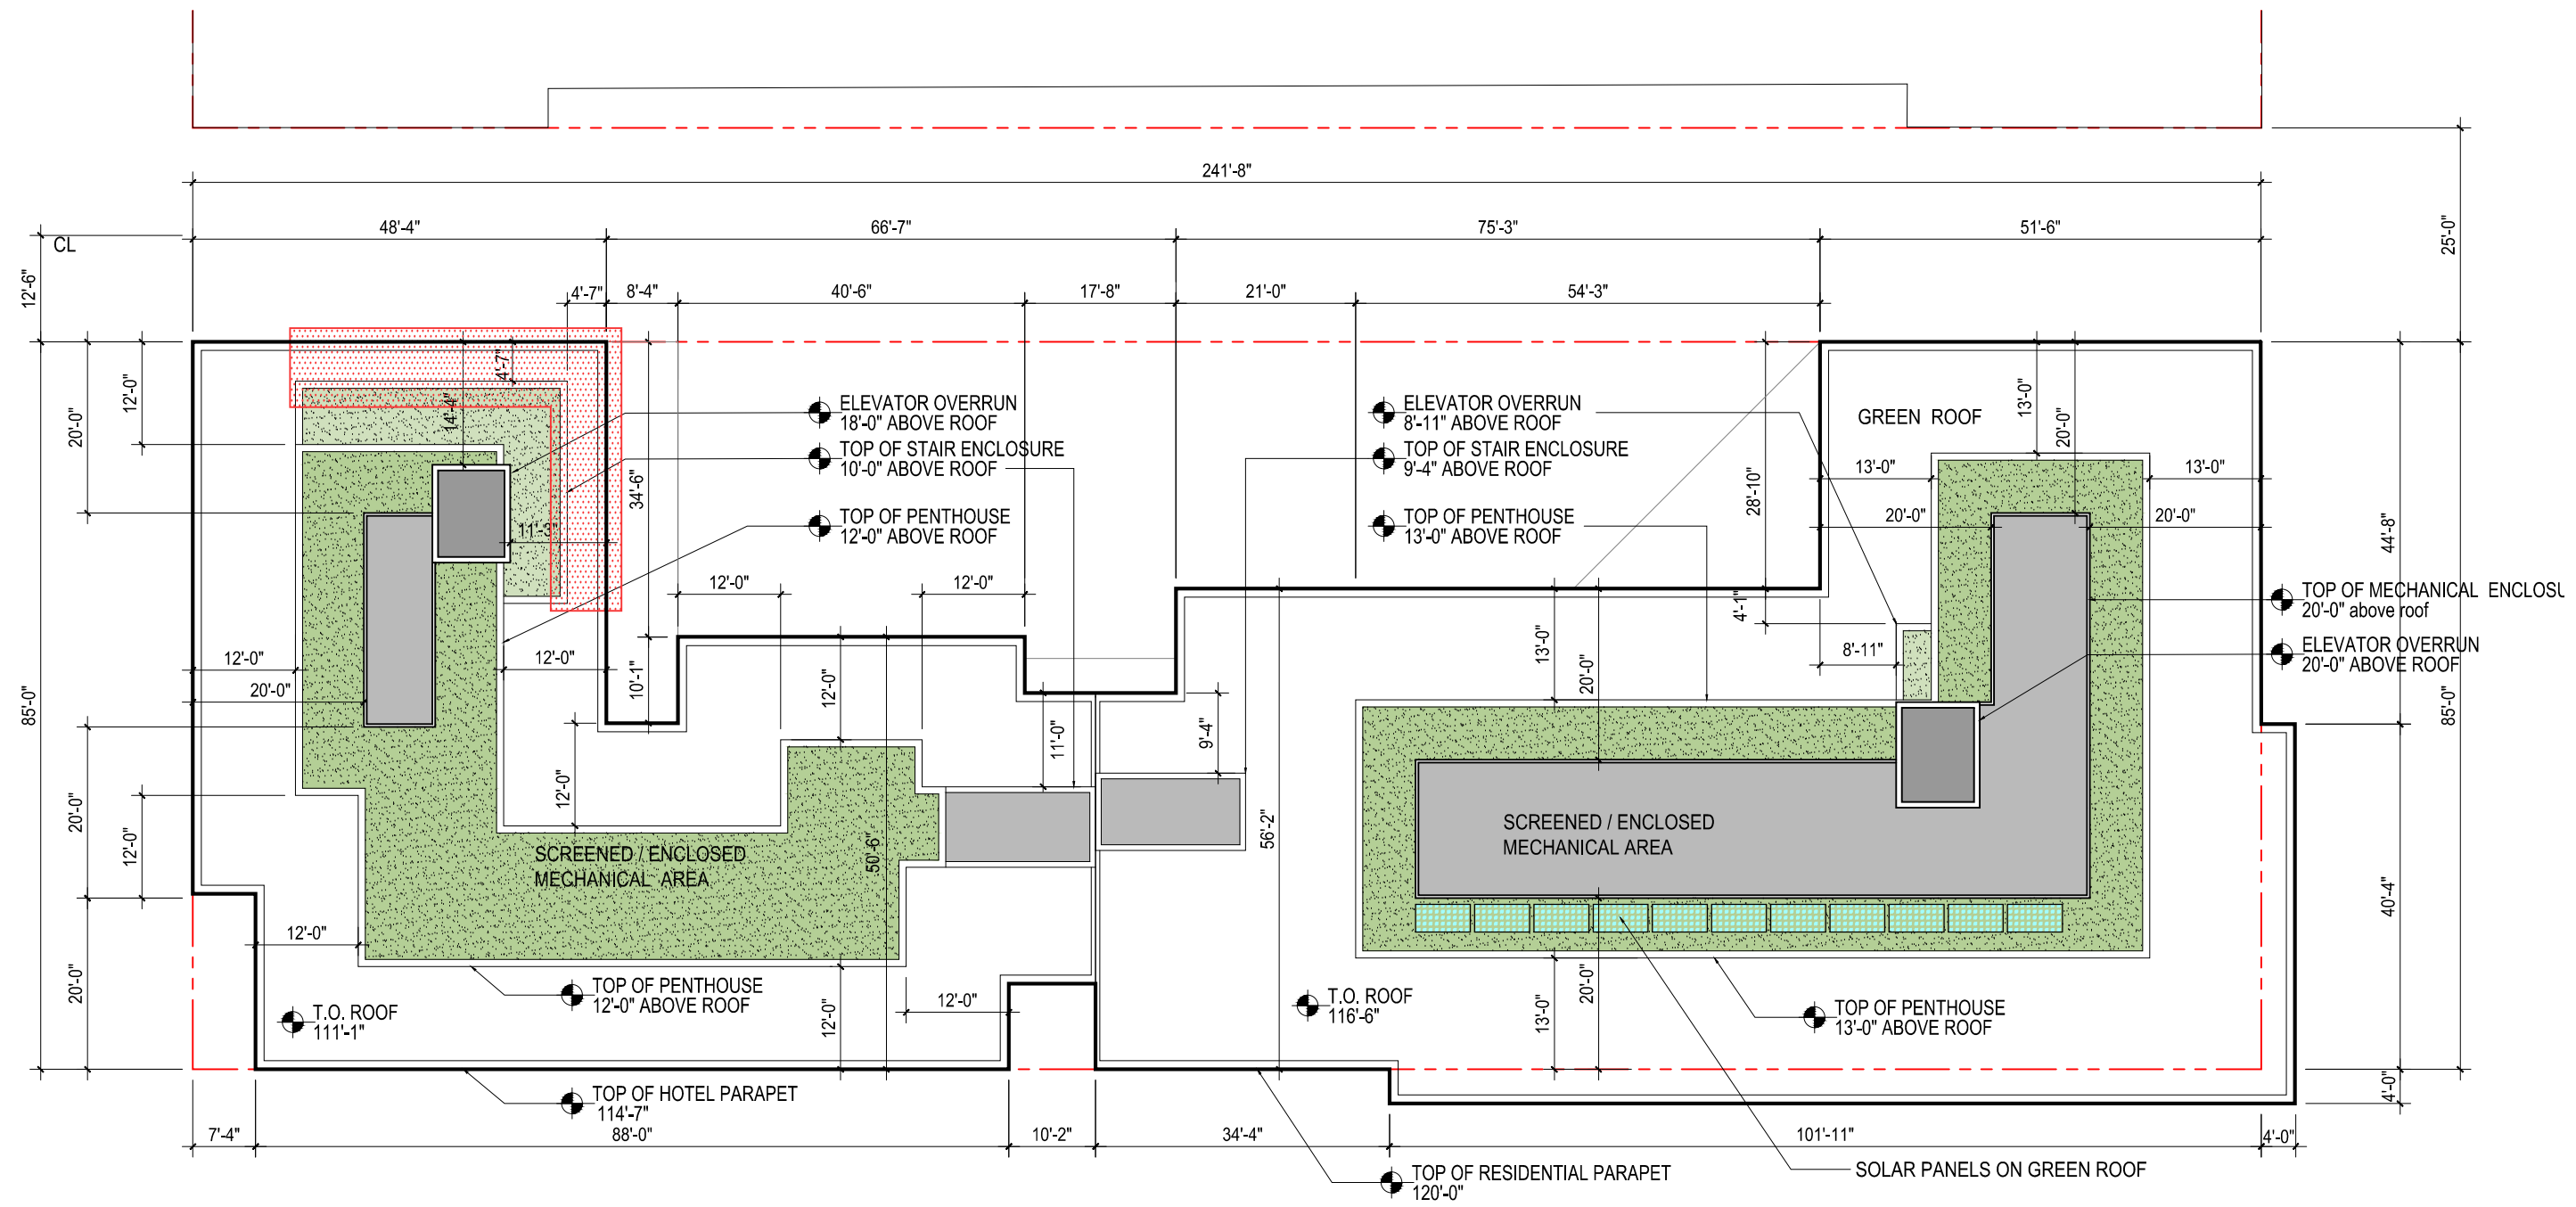 241'-8"
48'-4"
66'-7"
75'-3"
51'-6"
CL
12'-6"
25'-0"
4'-7"
8'-4"
40'-6"
17'-8"
21'-0"
54'-3"
12'-0"
20'-0"
4'-7"
14'-4"
ELEVATOR OVERRUN
18'-0" ABOVE ROOF
TOP OF STAIR ENCLOSURE
10'-0" ABOVE ROOF
TOP OF PENTHOUSE
12'-0" ABOVE ROOF
ELEVATOR OVERRUN
8'-11" ABOVE ROOF
TOP OF STAIR ENCLOSURE
9'-4" ABOVE ROOF
TOP OF PENTHOUSE
13'-0" ABOVE ROOF
GREEN ROOF
13'-0"
20'-0"
13'-0"
13'-0"
20'-0"
20'-0"
34'-6"
28'-10"
11'-3"
44'-8"
12'-0"
12'-0"
4'-1"
TOP OF MECHANICAL ENCLOSU
20'-0" above roof
ELEVATOR OVERRUN
20'-0" ABOVE ROOF
12'-0"
12'-0"
20'-0"
10'-1"
12'-0"
13'-0"
20'-0"
8'-11"
85'-0"
85'-0"
11'-0"
9'-4"
12'-0"
20'-0"
12'-0"
50'-6"
56'-2"
SCREENED / ENCLOSED
MECHANICAL AREA
SCREENED / ENCLOSED
MECHANICAL AREA
40'-4"
12'-0"
20'-0"
TOP OF PENTHOUSE
12'-0" ABOVE ROOF
12'-0"
12'-0"
T.O. ROOF
111'-1"
T.O. ROOF
116'-6"
13'-0"
20'-0"
TOP OF PENTHOUSE
13'-0" ABOVE ROOF
TOP OF HOTEL PARAPET
114'-7"
4'-0"
7'-4"
88'-0"
10'-2"
34'-4"
101'-11"
4'-0"
TOP OF RESIDENTIAL PARAPET
120'-0"
SOLAR PANELS ON GREEN ROOF